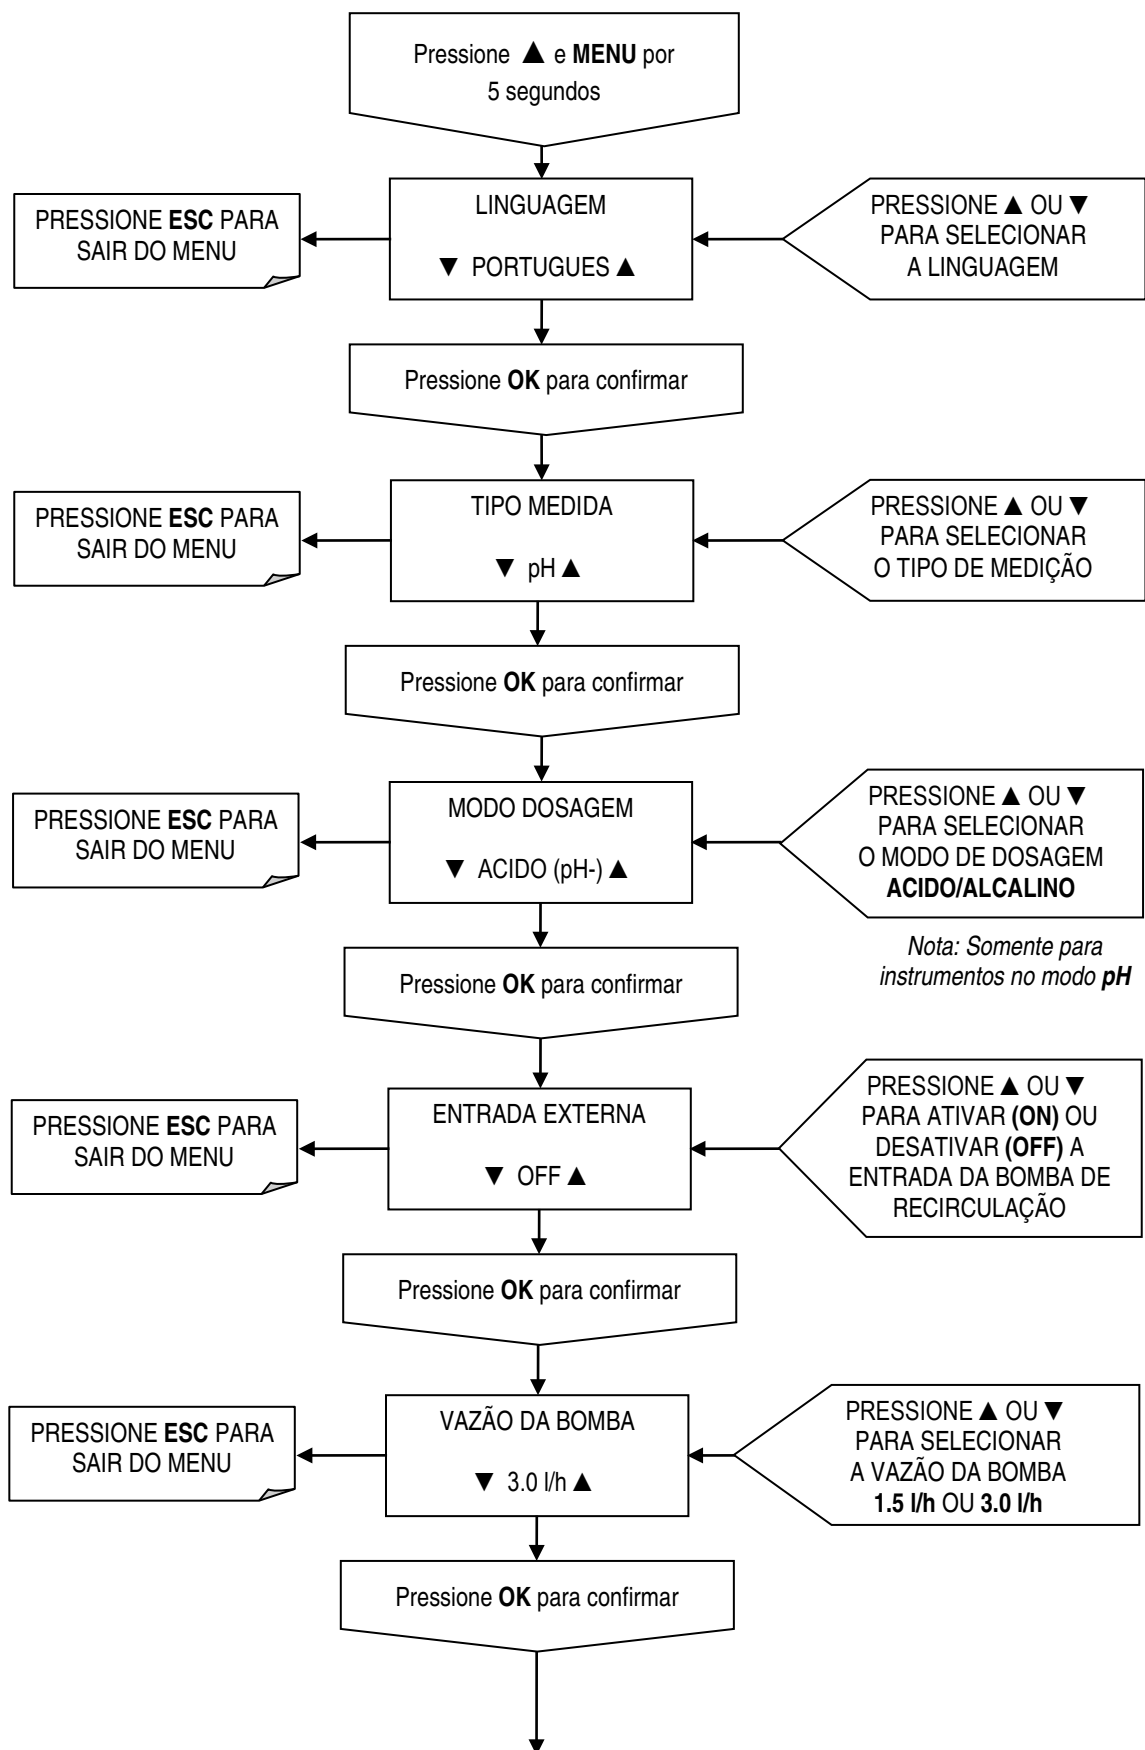 Pressione ▲ e MENU por
5 segundos
PRESSIONE ESC PARA
SAIR DO MENU
LINGUAGEM
▼ PORTUGUES ▲
PRESSIONE ▲ OU ▼
PARA SELECIONAR
A LINGUAGEM
Pressione OK para confirmar
PRESSIONE ESC PARA
SAIR DO MENU
TIPO MEDIDA
▼ pH ▲
PRESSIONE ▲ OU ▼
PARA SELECIONAR
O TIPO DE MEDIÇÃO
Pressione OK para confirmar
PRESSIONE ESC PARA
SAIR DO MENU
MODO DOSAGEM
▼ ACIDO (pH-) ▲
PRESSIONE ▲ OU ▼
PARA SELECIONAR
O MODO DE DOSAGEM
ACIDO/ALCALINO
Nota: Somente para
instrumentos no modo pH
Pressione OK para confirmar
PRESSIONE ESC PARA
SAIR DO MENU
ENTRADA EXTERNA
▼ OFF ▲
PRESSIONE ▲ OU ▼
PARA ATIVAR (ON) OU
DESATIVAR (OFF) A
ENTRADA DA BOMBA DE
RECIRCULAÇÃO
Pressione OK para confirmar
PRESSIONE ESC PARA
SAIR DO MENU
VAZÃO DA BOMBA
▼ 3.0 l/h ▲
PRESSIONE ▲ OU ▼
PARA SELECIONAR
A VAZÃO DA BOMBA
1.5 l/h OU 3.0 l/h
Pressione OK para confirmar